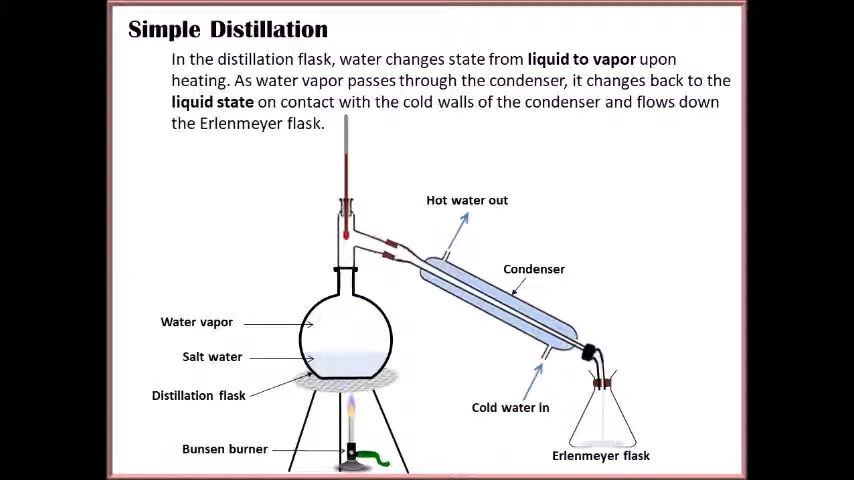 Simple Distillation
In the distillation flask, water changes state from liquid to vapor upon
heating. As water vapor passes through the condenser, it changes back to the
liquid state on contact with the cold walls of the condenser and flows down
the Erlenmeyer flask.
Hot water out
Condenser
Water vapor
Salt water
Distillation flask
Cold water in
Bunsen burner
Erlenmeyer flask